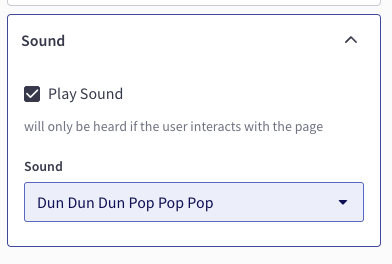 Sound
Play Sound
will only be heard if the user interacts with the page
Sound
Dun Dun Dun Pop Pop Pop